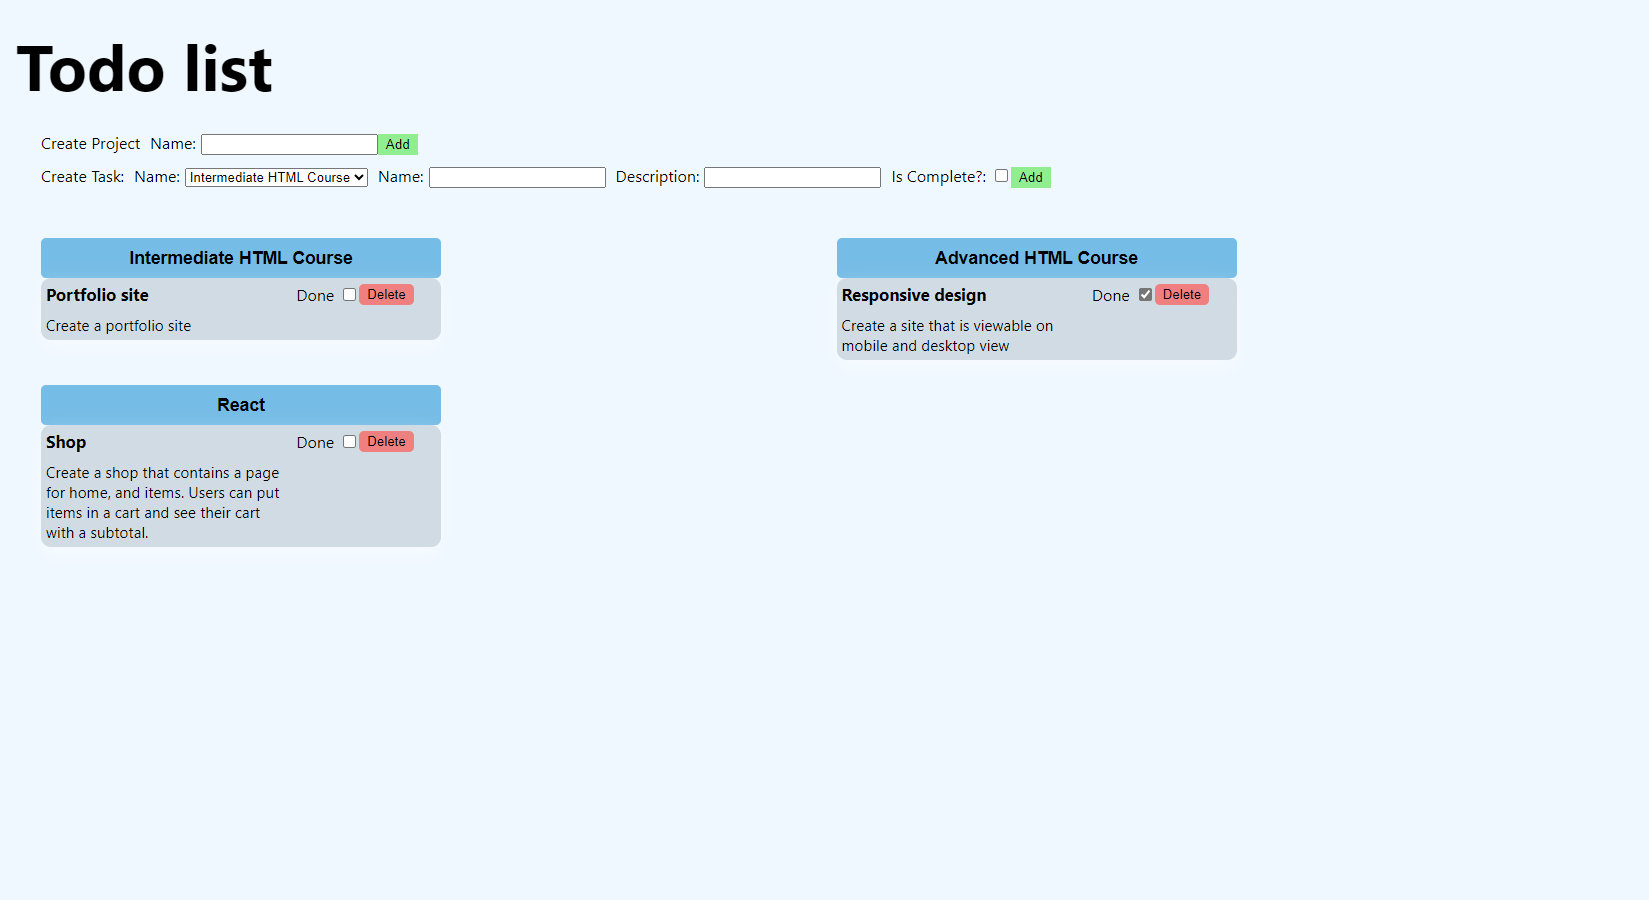 Todo list
Create Project Name: Add
Create Task: Name: Intermediate HTML Course Name: Description: Is Complete?: Add
Intermediate HTML Course
Portfolio site Done Delete
Create a portfolio site
Advanced HTML Course
Responsive design Done Delete
Create a site that is viewable on
mobile and desktop view
React
Shop Done Delete
Create a shop that contains a page
for home, and items. Users can put
items in a cart and see their cart
with a subtotal.